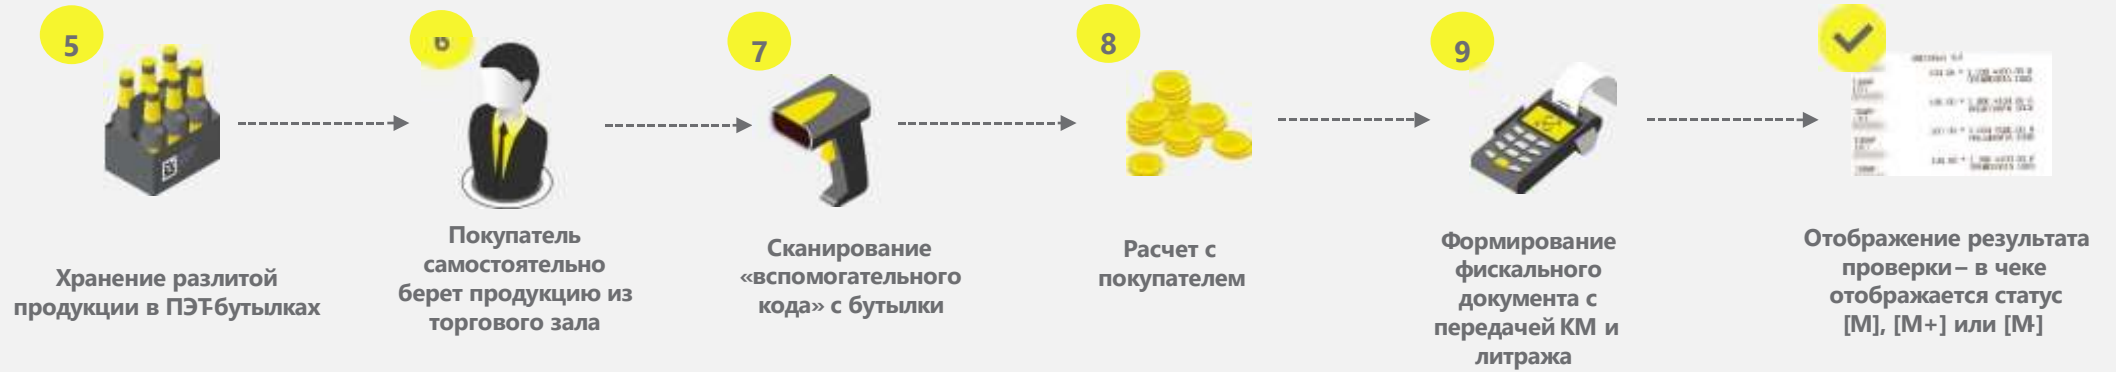 5
Хранение разлитой
продукции в ПЭТ-бутылках
6
Покупатель
самостоятельно
берет продукцию из
торгового зала
7
Сканирование
«вспомогательного
кода» с бутылки
8
Расчет с
покупателем
9
Формирование
фискального
документа с
передачей КМ и
литража
Отображение результата
проверки – в чеке
отображается статус
[M], [M+] или [M-]